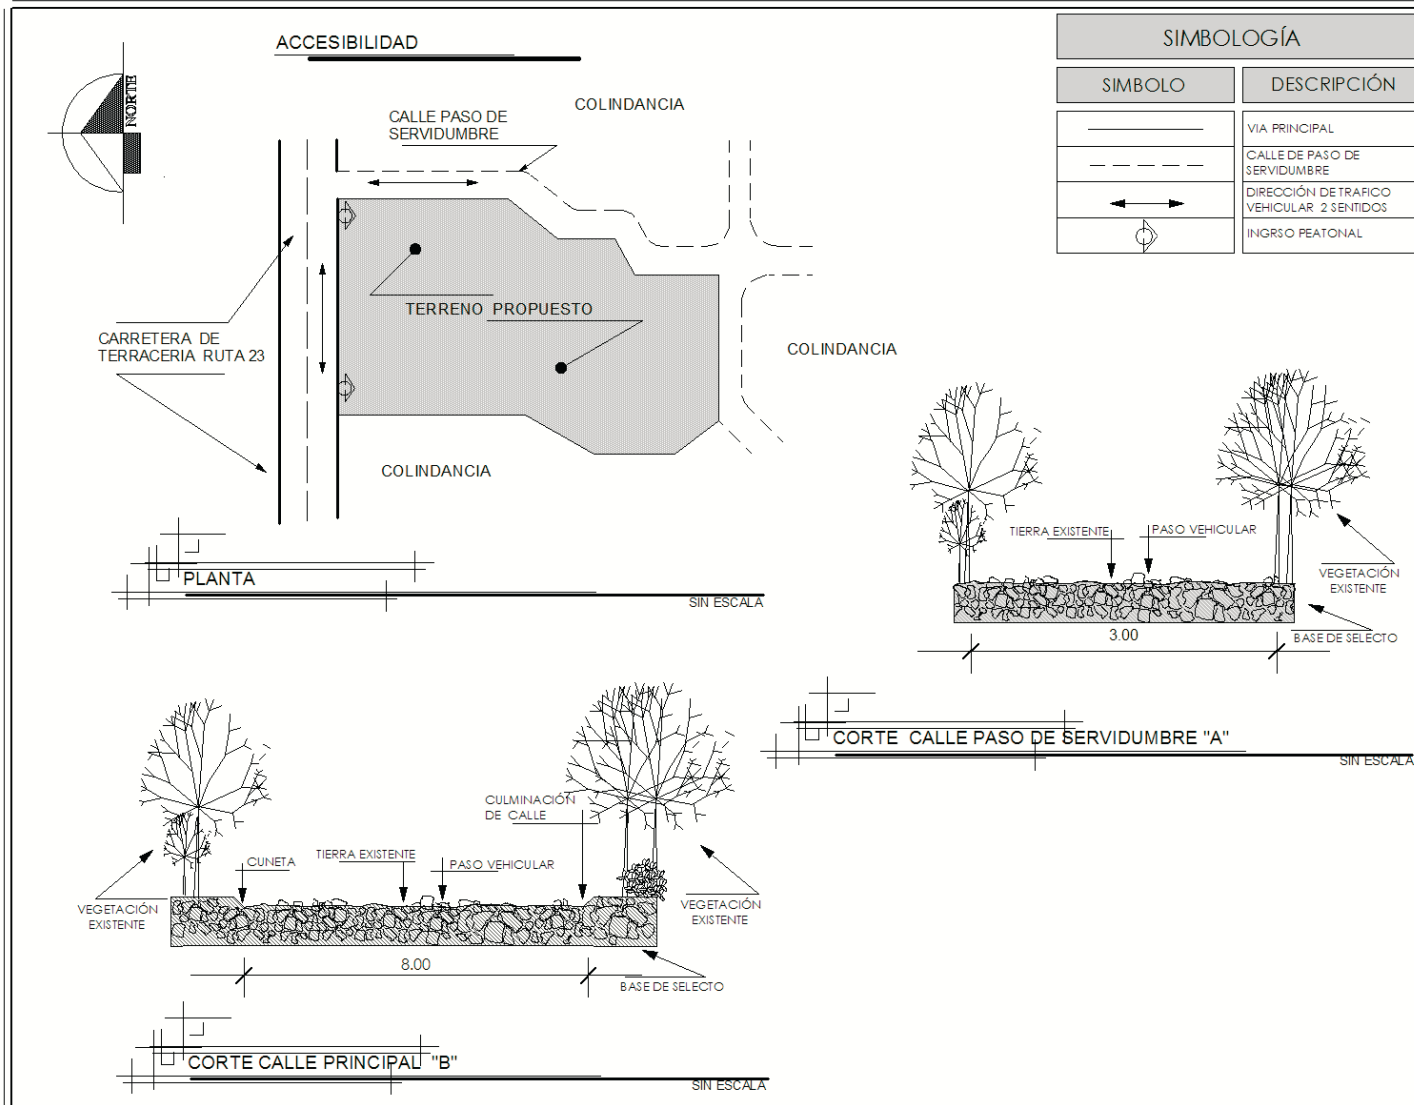 ACCESIBILIDAD
NORTE
CALLE PASO DE
SERVIDUMBRE
COLINDANCIA
TERRENO PROPUESTO
CARRETERA DE
TERRACERIA RUTA 23
COLINDANCIA
COLINDANCIA
PLANTA
SIN ESCALA
SIMBOLOGÍA
SIMBOLO
DESCRIPCIÓN
VIA PRINCIPAL
CALLE DE PASO DE
SERVIDUMBRE
DIRECCIÓN DE TRAFICO
VEHICULAR 2 SENTIDOS
INGRSO PEATONAL
TIERRA EXISTENTE
PASO VEHICULAR
VEGETACIÓN
EXISTENTE
BASE DE SELECTO
3.00
CORTE CALLE PASO DE SERVIDUMBRE "A"
SIN ESCALA
CULMINACIÓN
DE CALLE
CUNETA
TIERRA EXISTENTE
PASO VEHICULAR
VEGETACIÓN
EXISTENTE
VEGETACIÓN
EXISTENTE
8.00
BASE DE SELECTO
CORTE CALLE PRINCIPAL "B"
SIN ESCALA